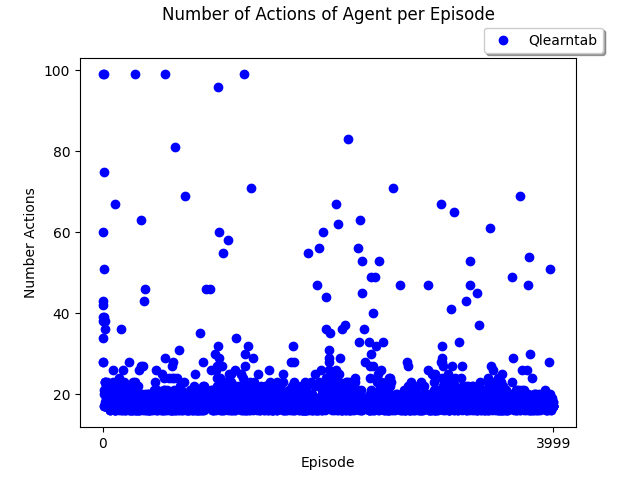 Number of Actions of Agent per Episode
Qlearntab
100
80
60
40
20
Number Actions
0
3999
Episode